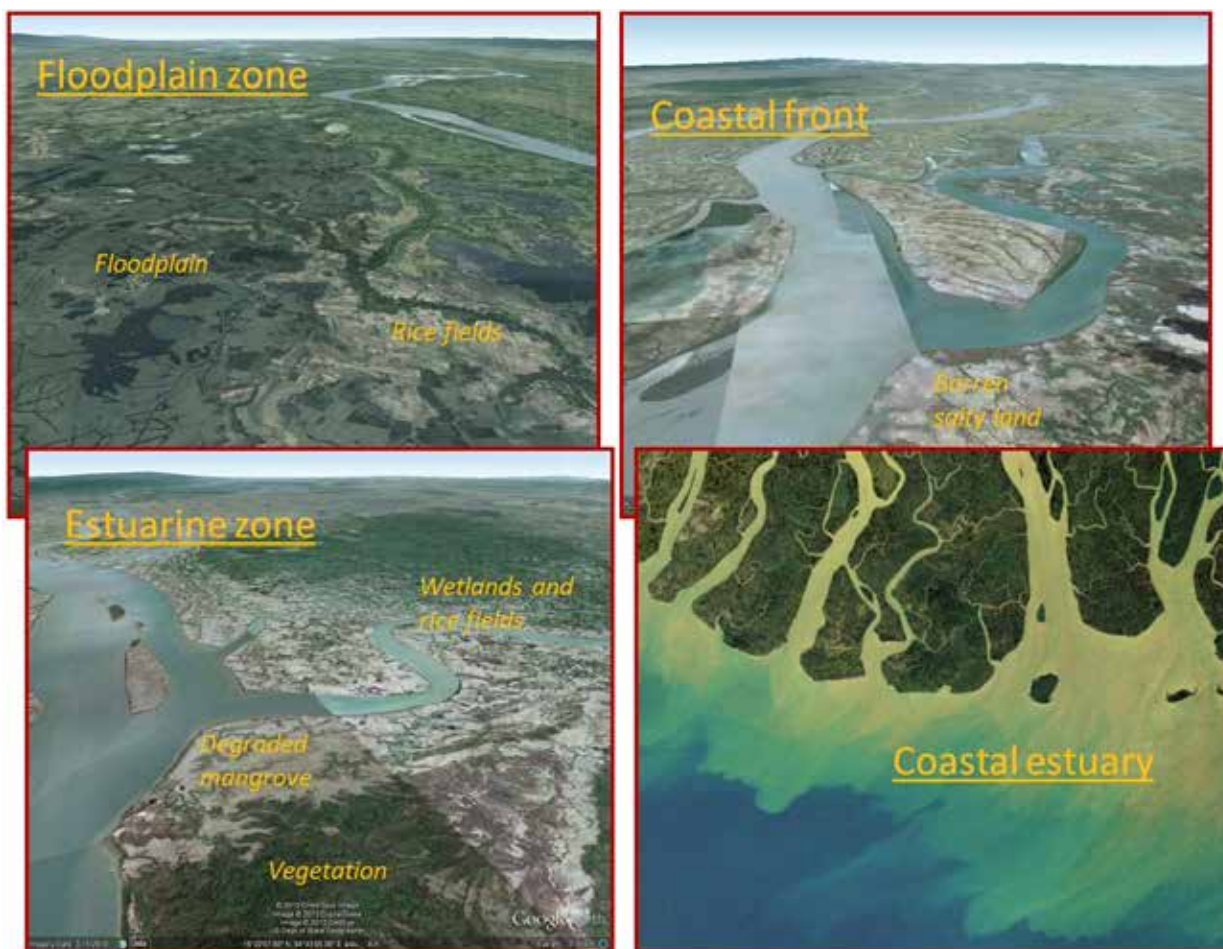 Floodplain zone
Floodplain
Rice fields
Coastal front
Barren
salty land
Estuarine zone
Wetlands and
rice fields
Degraded
mangrove
Vegetation
Google
Coastal estuary